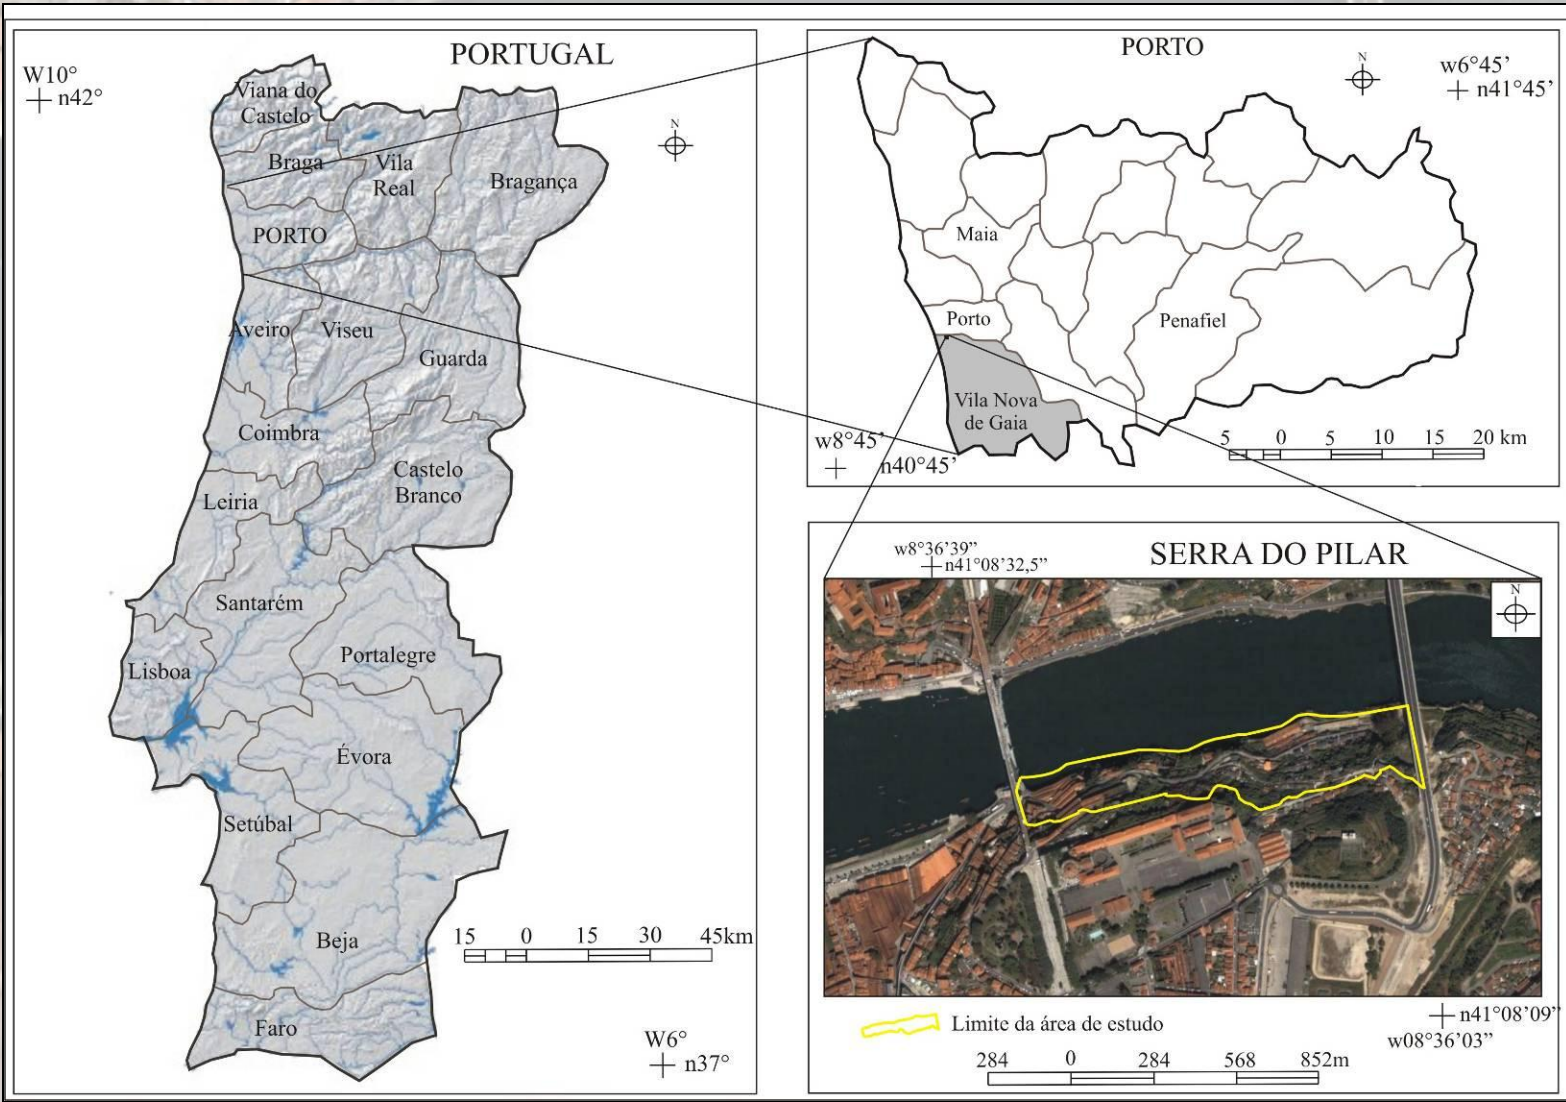 PORTUGAL
W10°
n42°
N
Viana do
Castelo
Braga
Vila
Real
Bragança
PORTO
Aveiro
Viseu
Guarda
Coimbra
Castelo
Branco
Leiria
Santarém
Portalegre
Lisboa
Évora
Setúbal
Beja
Faro
15 0 15 30 45km
W6°
n37°
PORTO
N
w6°45’
n41°45’
Maia
Porto
Penafiel
Vila Nova
de Gaia
w8°45’
n40°45’
5 0 5 10 15 20 km
SERRA DO PILAR
w8°36’39”
n41°08’32,5”
N
Limite da área de estudo
n41°08’09”
w08°36’03”
284 0 284 568 852m